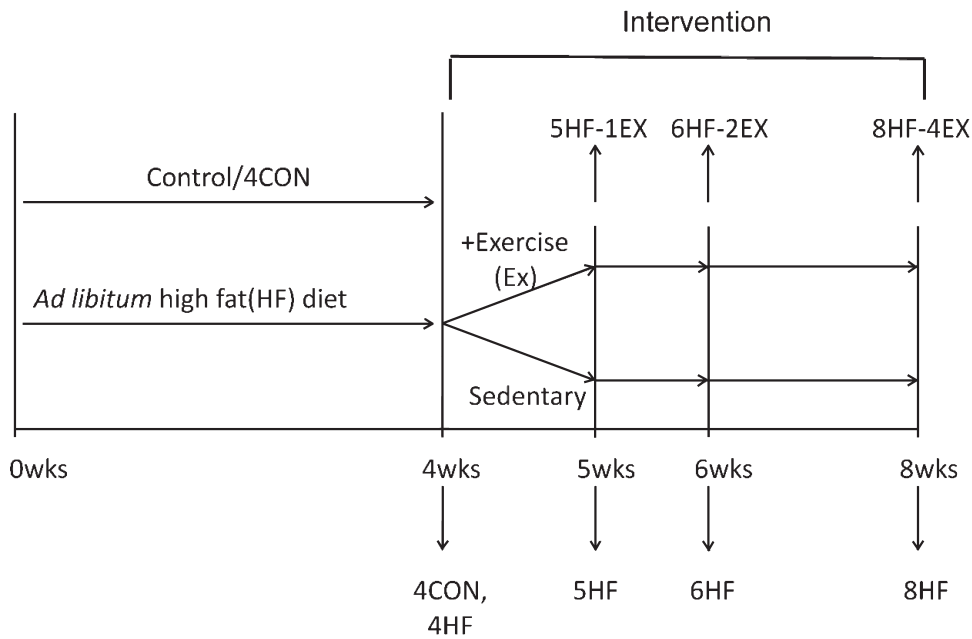 Intervention
5HF-1EX 6HF-2EX 8HF-4EX
Control/4CON
+Exercise
(Ex)
Ad libitum high fat(HF) diet
Sedentary
0wks 4wks 5wks 6wks 8wks
4CON, 5HF 6HF 8HF
4HF